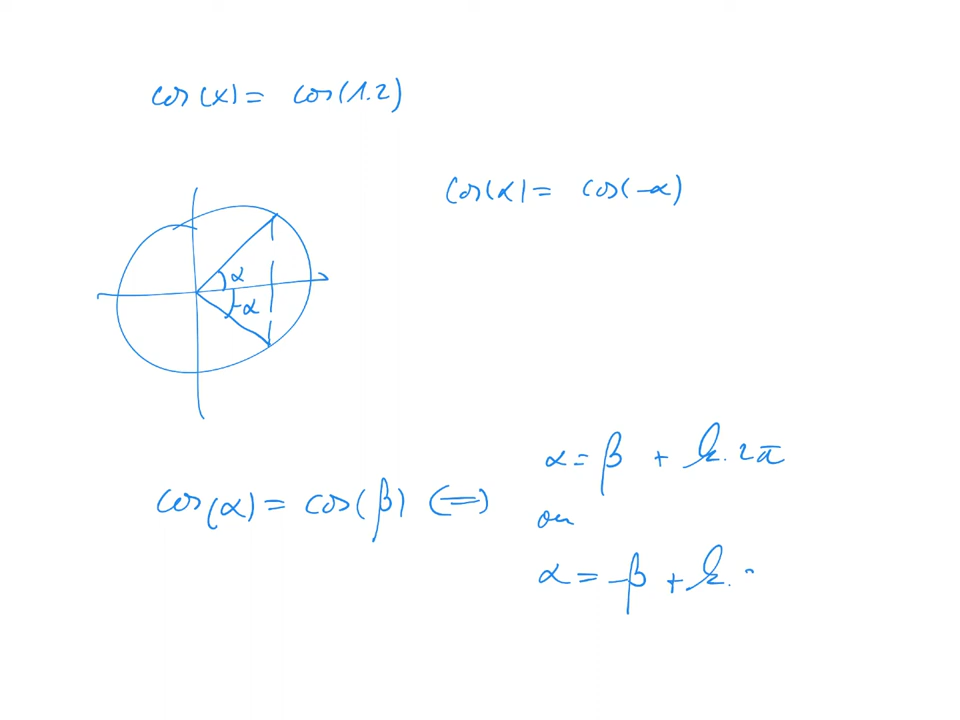 cos(x) = cos(1.2)
cos(α) = cos(-α)
α
-α
α = β + k.2π
cos(α) = cos(β) (=)
ou
α = -β + k.